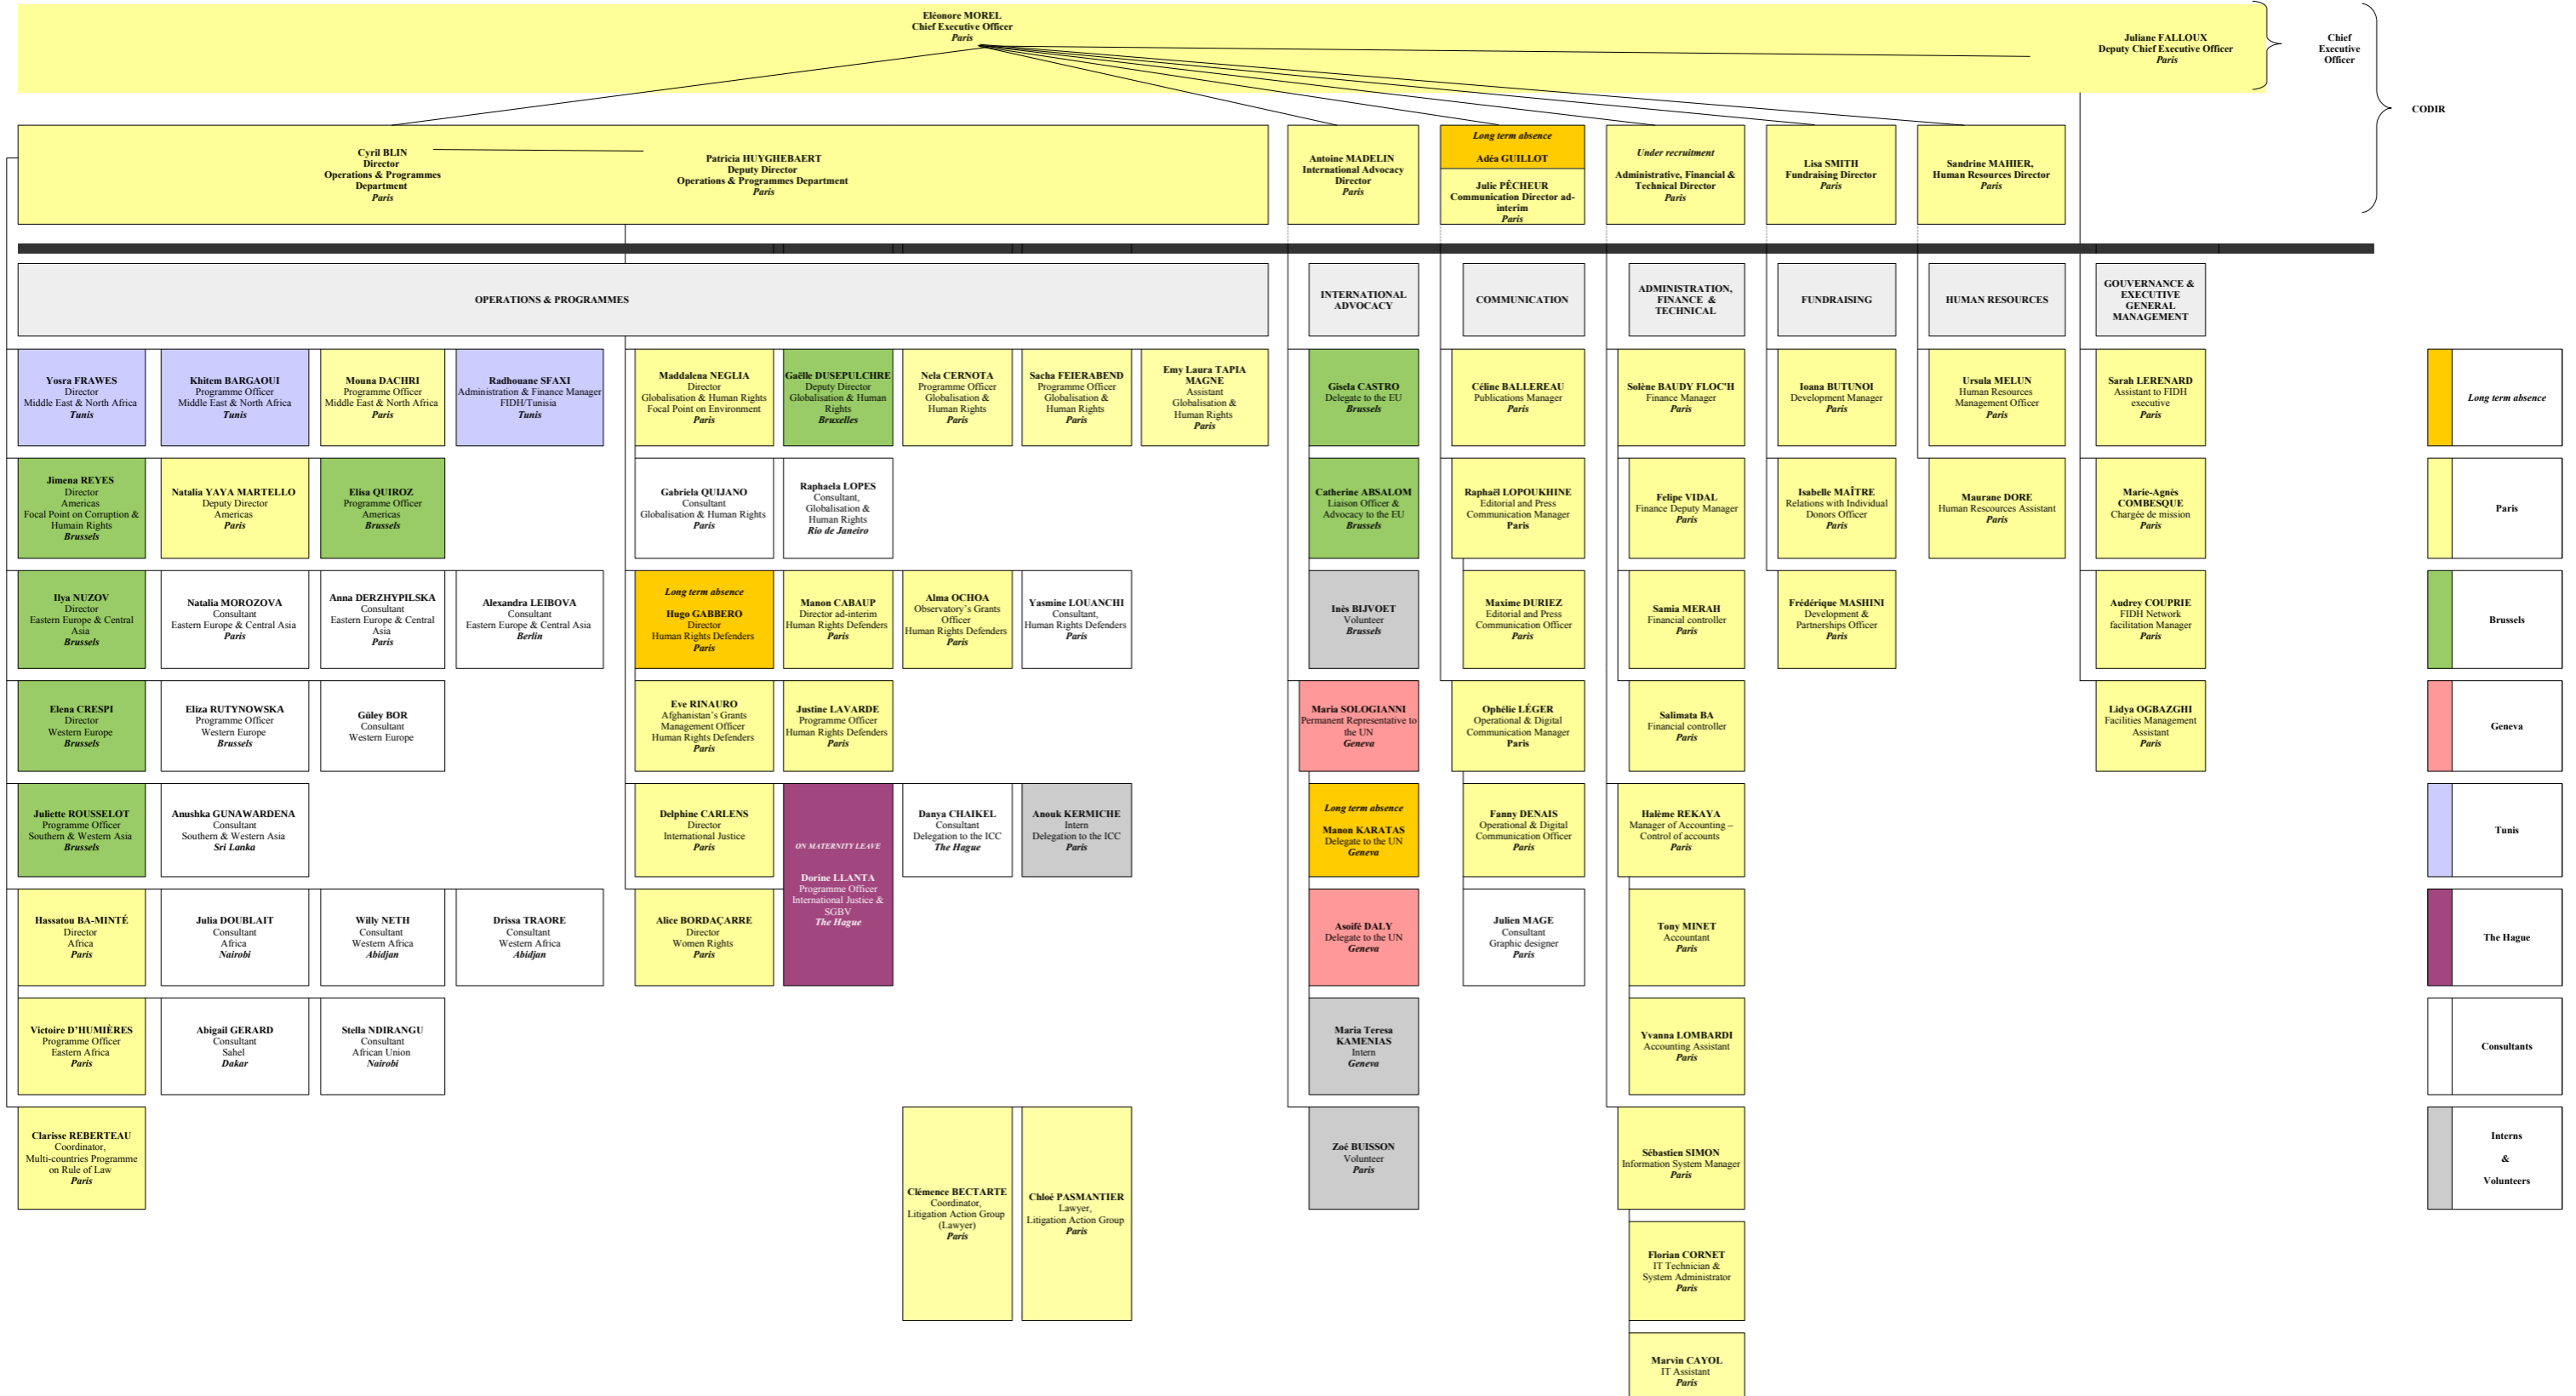 Eléonore MOREL
Chief Executive Officer
Paris
Juliane FALLOUX
Deputy Chief Executive Officer
Paris
Chief
Executive
Officer
CODIR
Cyril BLIN
Director
Operations & Programmes
Department
Paris
Patricia HUYGHEBAERT
Deputy Director
Operations & Programmes Department
Paris
Antoine MADELIN
International Advocacy
Director
Paris
Long term absence
Adéa GUILLOT
Julie PÊCHEUR
Communication Director ad-
interim
Paris
Under recruitment
Administrative, Financial &
Technical Director
Paris
Lisa SMITH
Fundraising Director
Paris
Sandrine MAHIER,
Human Resources Director
Paris
OPERATIONS & PROGRAMMES
INTERNATIONAL
ADVOCACY
COMMUNICATION
ADMINISTRATION,
FINANCE &
TECHNICAL
FUNDRAISING
HUMAN RESOURCES
GOUVERNANCE &
EXECUTIVE
GENERAL
MANAGEMENT
Yosra FRAWES
Director
Middle East & North Africa
Tunis
Khitem BARGAOUI
Programme Officer
Middle East & North Africa
Tunis
Mouna DACHRI
Programme Officer
Middle East & North Africa
Paris
Radhouane SFAXI
Administration & Finance Manager
FIDH/Tunisia
Tunis
Maddalena NEGLIA
Director
Globalisation & Human Rights
Focal Point on Environment
Paris
Gaëlle DUSEPULCHRE
Deputy Director
Globalisation & Human
Rights
Bruxelles
Nela CERNOTA
Programme Officer
Globalisation &
Human Rights
Paris
Sacha FEIERABEND
Programme Officer
Globalisation &
Human Rights
Paris
Emy Laura TAPIA
MAGNE
Assistant
Globalisation &
Human Rights
Paris
Gisela CASTRO
Delegate to the EU
Brussels
Céline BALLEREAU
Publications Manager
Paris
Solène BAUDY FLOC'H
Finance Manager
Paris
Ioana BUTUNOI
Development Manager
Paris
Ursula MELUN
Human Resources
Management Officer
Paris
Sarah LERENARD
Assistant to FIDH
executive
Paris
Long term absence
Jimena REYES
Director
Americas
Focal Point on Corruption &
Humain Rights
Brussels
Natalia YAYA MARTELLO
Deputy Director
Americas
Paris
Elisa QUIROZ
Programme Officer
Americas
Brussels
Gabriela QUIJANO
Consultant
Globalisation & Human Rights
Paris
Raphaela LOPES
Consultant,
Globalisation &
Human Rights
Rio de Janeiro
Catherine ABSALOM
Liaison Officer &
Advocacy to the EU
Brussels
Raphaël LOPOUKHINE
Editorial and Press
Communication Manager
Paris
Felipe VIDAL
Finance Deputy Manager
Paris
Isabelle MAÎTRE
Relations with Individual
Donors Officer
Paris
Maurane DORE
Human Rescources Assistant
Paris
Marie-Agnès
COMBESQUE
Chargée de mission
Paris
Paris
Ilya NUZOV
Director
Eastern Europe & Central
Asia
Brussels
Natalia MOROZOVA
Consultant
Eastern Europe & Central Asia
Paris
Anna DERZHYPILSKA
Consultant
Eastern Europe & Central
Asia
Paris
Alexandra LEIBOVA
Consultant
Eastern Europe & Central Asia
Berlin
Long term absence
Hugo GABBERO
Director
Human Rights Defenders
Paris
Manon CABAUP
Director ad-interim
Human Rights Defenders
Paris
Alma OCHOA
Observatory's Grants
Officer
Human Rights Defenders
Paris
Yasmine LOUANCHI
Consultant,
Human Rights Defenders
Paris
Inès BIJVOET
Volunteer
Brussels
Maxime DURIEZ
Editorial and Press
Communication Officer
Paris
Samia MERAH
Financial controller
Paris
Frédérique MASHINI
Development &
Partnerships Officer
Paris
Audrey COUPRIE
FIDH Network
facilitation Manager
Paris
Brussels
Elena CRESPI
Director
Western Europe
Brussels
Eliza RUTYNOWSKA
Programme Officer
Western Europe
Brussels
Güley BOR
Consultant
Western Europe
Eve RINAURO
Afghanistan's Grants
Management Officer
Human Rights Defenders
Paris
Justine LAVARDE
Programme Officer
Human Rights Defenders
Paris
Maria SOLOGIANNI
Permanent Representative to
the UN
Geneva
Ophélie LÉGER
Operational & Digital
Communication Manager
Paris
Salimata BA
Financial controller
Paris
Lidya OGBAZGHI
Facilities Management
Assistant
Paris
Geneva
Juliette ROUSSELOT
Programme Officer
Southern & Western Asia
Brussels
Anushka GUNAWARDENA
Consultant
Southern & Western Asia
Sri Lanka
Delphine CARLENS
Director
International Justice
Paris
ON MATERNITY LEAVE
Dorine LLANTA
Programme Officer
International Justice &
SGBV
The Hague
Danya CHAIKEL
Consultant
Delegation to the ICC
The Hague
Anouk KERMICHE
Intern
Delegation to the ICC
Paris
Long term absence
Manon KARATAS
Delegate to the UN
Geneva
Fanny DENAIS
Operational & Digital
Communication Officer
Paris
Halème REKAYA
Manager of Accounting –
Control of accounts
Paris
Tunis
Hassatou BA-MINTÉ
Director
Africa
Paris
Julia DOUBLAIT
Consultant
Africa
Nairobi
Willy NETH
Consultant
Western Africa
Abidjan
Drissa TRAORE
Consultant
Western Africa
Abidjan
Alice BORDAÇARRE
Director
Women Rights
Paris
Asoifé DALY
Delegate to the UN
Geneva
Julien MAGE
Consultant
Graphic designer
Paris
Tony MINET
Accountant
Paris
The Hague
Victoire D'HUMIÈRES
Programme Officer
Eastern Africa
Paris
Abigail GERARD
Consultant
Sahel
Dakar
Stella NDIRANGU
Consultant
African Union
Nairobi
Maria Teresa
KAMENIAS
Intern
Geneva
Yvanna LOMBARDI
Accounting Assistant
Paris
Consultants
Clarisse REBERTEAU
Coordinator,
Multi-countries Programme
on Rule of Law
Paris
Clémence BECTARTE
Coordinator,
Litigation Action Group
(Lawyer)
Paris
Chloé PASMANTIER
Lawyer,
Litigation Action Group
Paris
Zoé BUISSON
Volunteer
Paris
Sébastien SIMON
Information System Manager
Paris
Interns
&
Volunteers
Florian CORNET
IT Technician &
System Administrator
Paris
Marvin CAYOL
IT Assistant
Paris